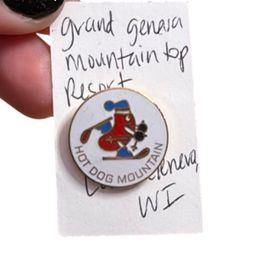 grand geneva
mountain top
Resort
HOT DOG MOUNTAIN
Geneva,
WI